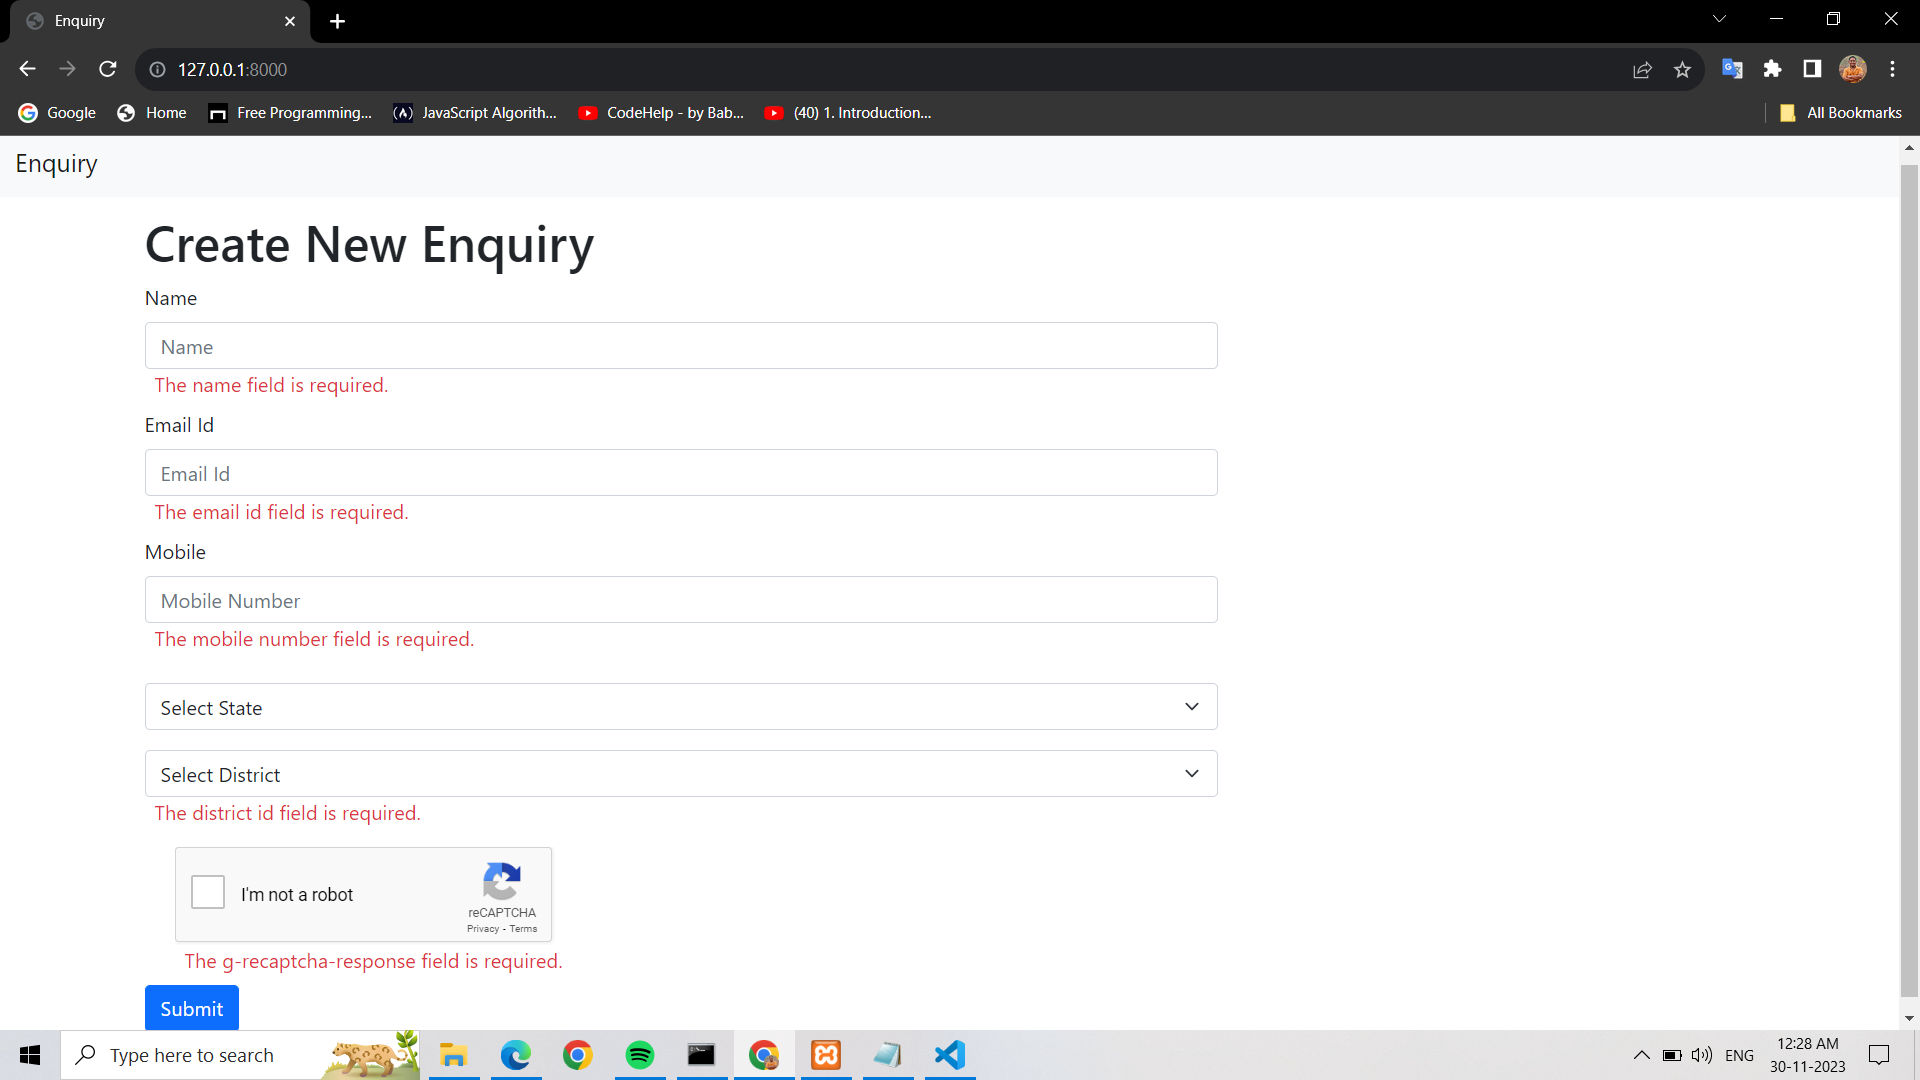 Enquiry
127.0.0.1:8000
Google Home Free Programming... JavaScript Algorith... CodeHelp - by Bab... (40) 1. Introduction... All Bookmarks
Enquiry
Create New Enquiry
Name
Name
The name field is required.
Email Id
Email Id
The email id field is required.
Mobile
Mobile Number
The mobile number field is required.
Select State
Select District
The district id field is required.
I'm not a robot
reCAPTCHA
Privacy - Terms
The g-recaptcha-response field is required.
Submit
Type here to search
ENG
12:28 AM
30-11-2023